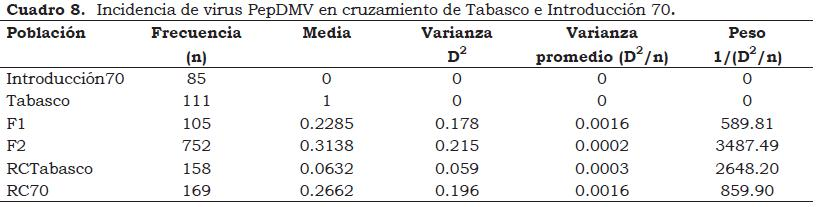 Cuadro 8. Incidencia de virus PepDMV en cruzamiento de Tabasco e Introducción 70.
Población Frecuencia Media Varianza Varianza Peso
(n) D² promedio (D²/n) 1/(D²/n)
Introducción70 85 0 0 0 0
Tabasco 111 1 0 0 0
F1 105 0.2285 0.178 0.0016 589.81
F2 752 0.3138 0.215 0.0002 3487.49
RCTabasco 158 0.0632 0.059 0.0003 2648.20
RC70 169 0.2662 0.196 0.0016 859.90